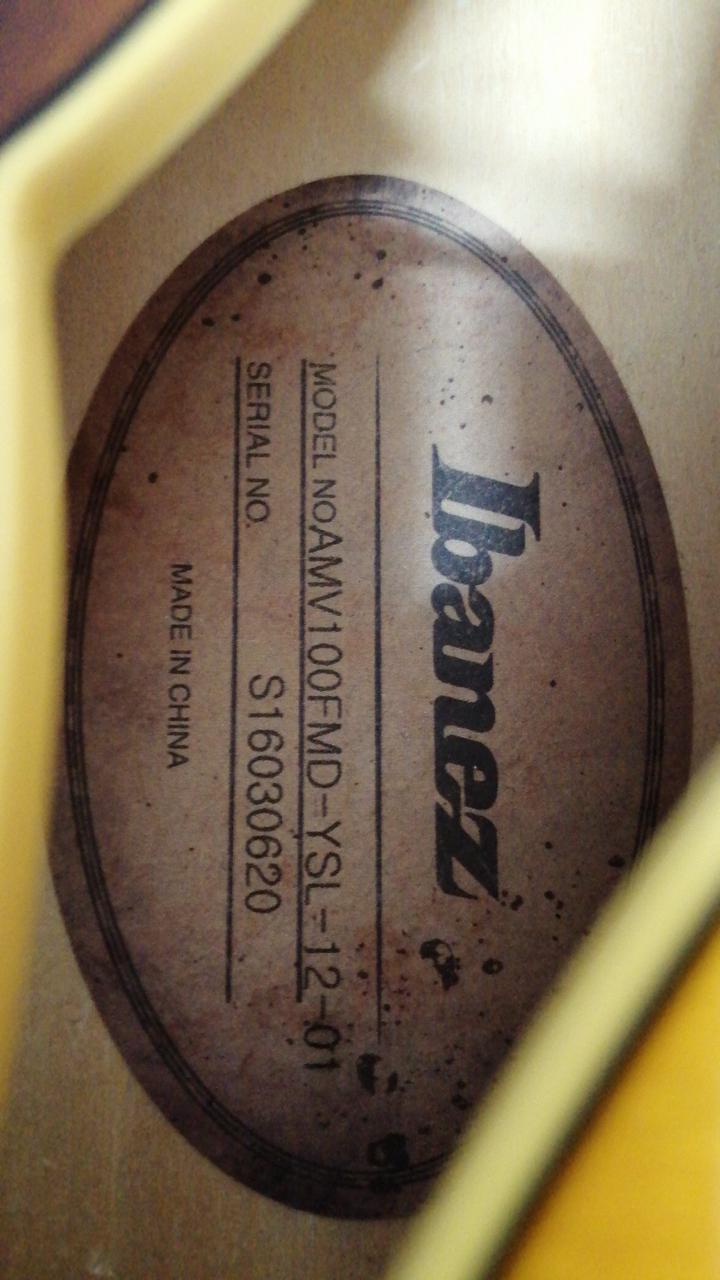 Ibanez
MODEL NO. AMV100FMD-YSL-12-01
SERIAL NO. S16030620
MADE IN CHINA